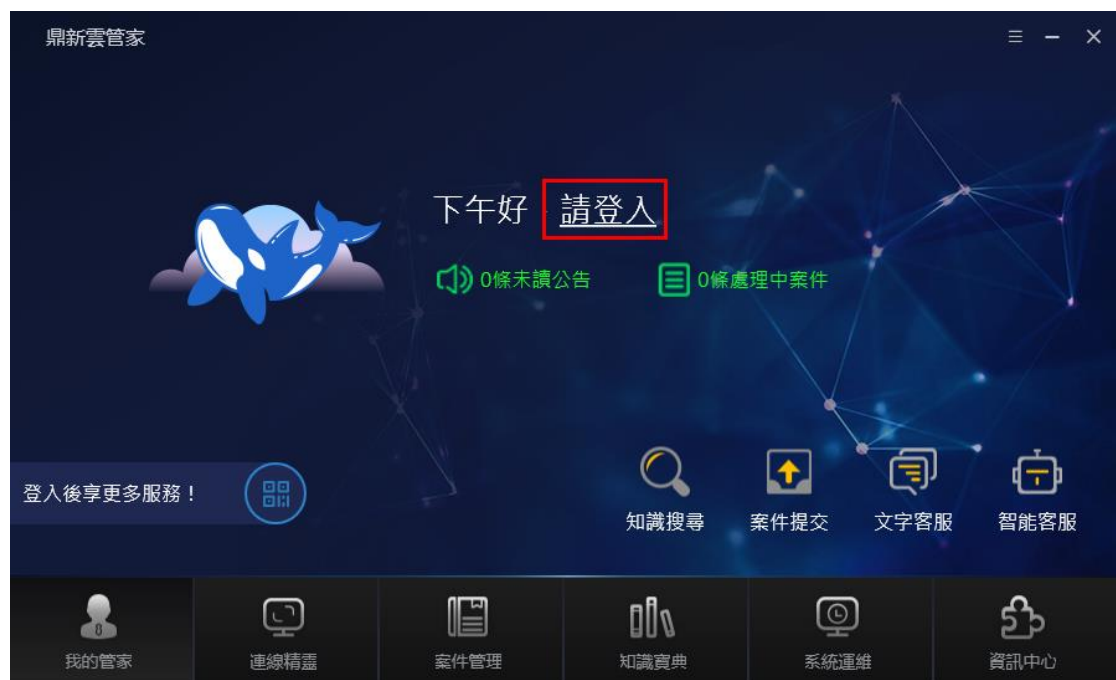 鼎新雲管家
下午好，請登入
0條未讀公告 0條處理中案件
登入後享更多服務！
知識搜尋 案件提交 文字客服 智能客服
我的管家 連線精靈 案件管理 知識寶典 系統運維 資訊中心